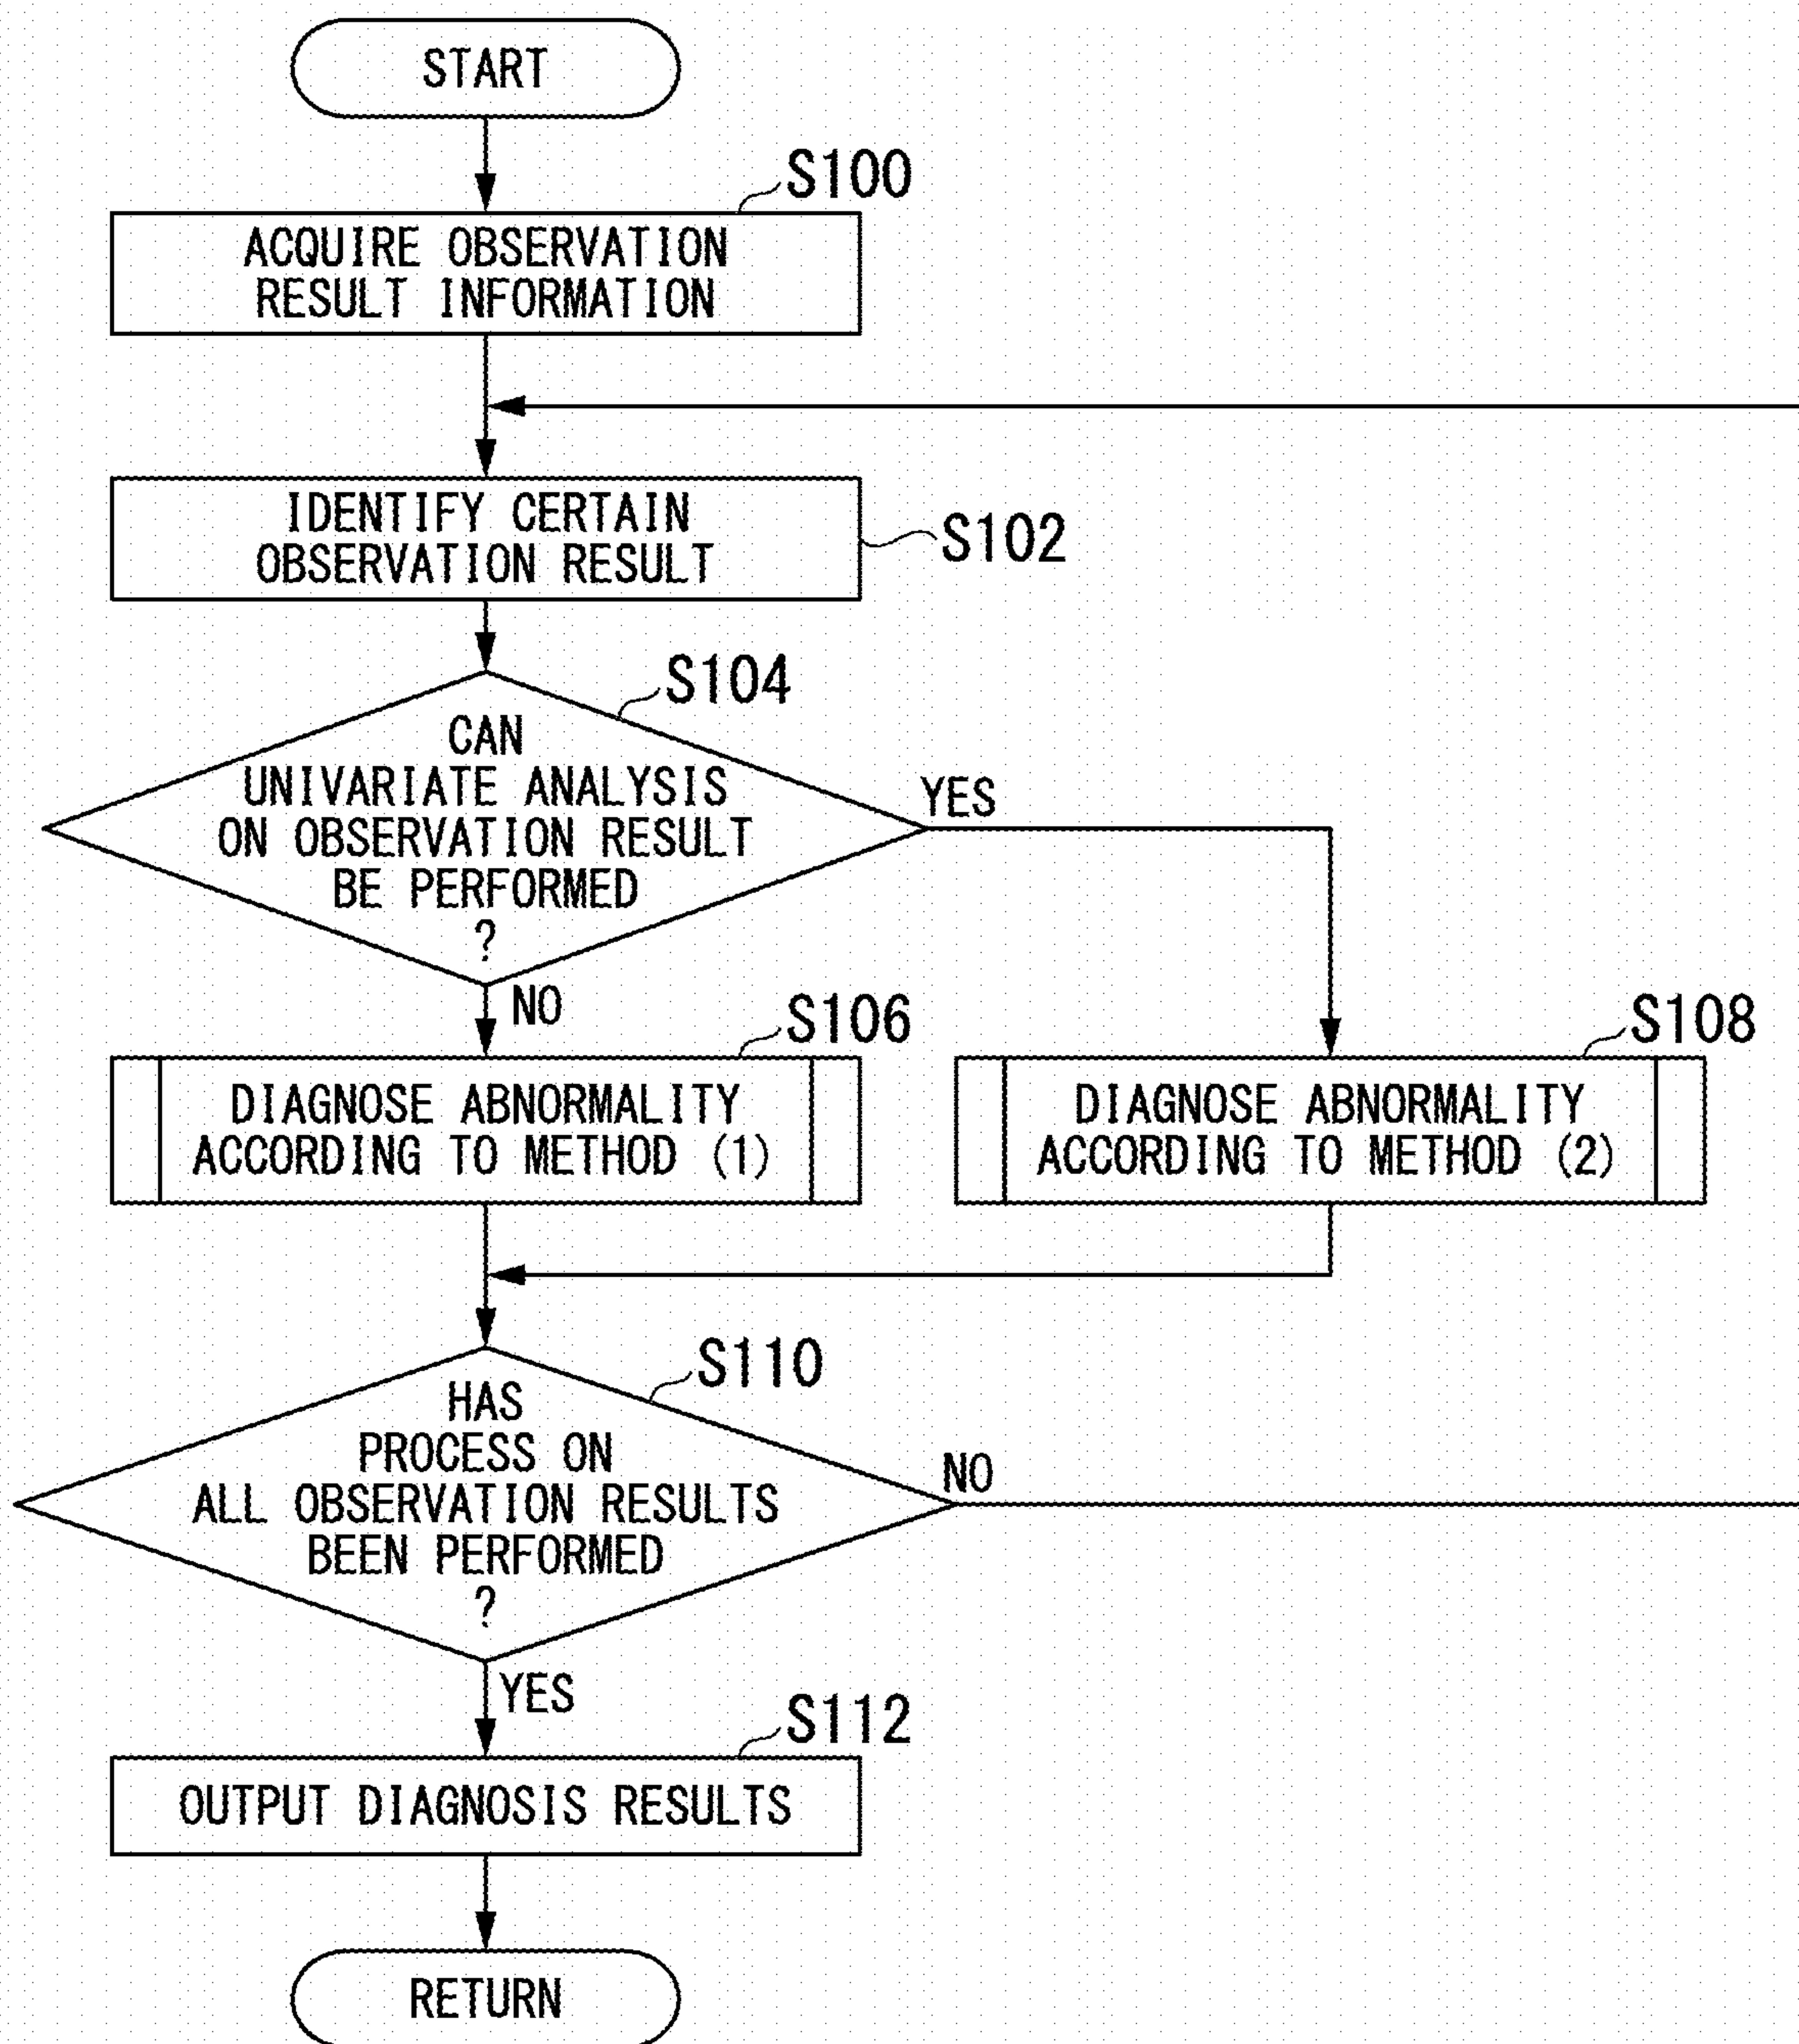 START
S100
ACQUIRE OBSERVATION
RESULT INFORMATION
IDENTIFY CERTAIN
OBSERVATION RESULT
S102
S104
CAN
UNIVARIATE ANALYSIS
ON OBSERVATION RESULT
BE PERFORMED
?
YES
NO
S106
DIAGNOSE ABNORMALITY
ACCORDING TO METHOD (1)
S108
DIAGNOSE ABNORMALITY
ACCORDING TO METHOD (2)
S110
HAS
PROCESS ON
ALL OBSERVATION RESULTS
BEEN PERFORMED
?
NO
YES
S112
OUTPUT DIAGNOSIS RESULTS
RETURN